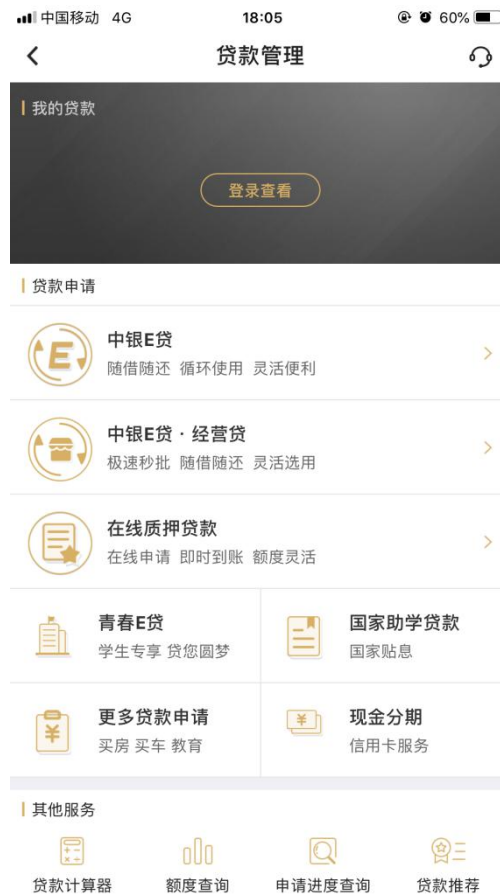 中国移动 4G 18:05 60%
贷款管理
我的贷款
登录查看
贷款申请
中银E贷
随借随还 循环使用 灵活便利
中银E贷 · 经营贷
极速秒批 随借随还 灵活选用
在线质押贷款
在线申请 即时到账 额度灵活
青春E贷
学生专享 贷您圆梦
国家助学贷款
国家贴息
更多贷款申请
买房 买车 教育
现金分期
信用卡服务
其他服务
贷款计算器 额度查询 申请进度查询 贷款推荐